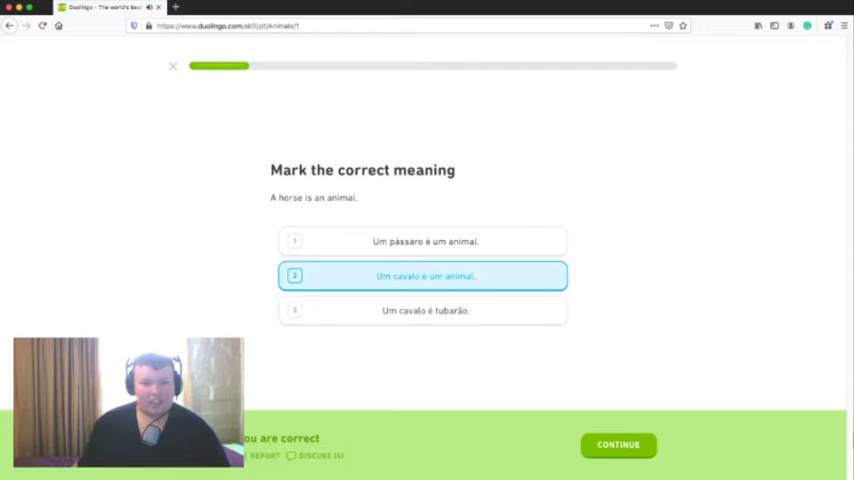 Duolingo - The world's best
https://www.duolingo.com/skill/pt/Animals/1
Mark the correct meaning
A horse is an animal.
1 Um pássaro é um animal.
2 Um cavalo é um animal.
3 Um cavalo é tubarão.
ou are correct
REPORT DISCUSS (4)
CONTINUE